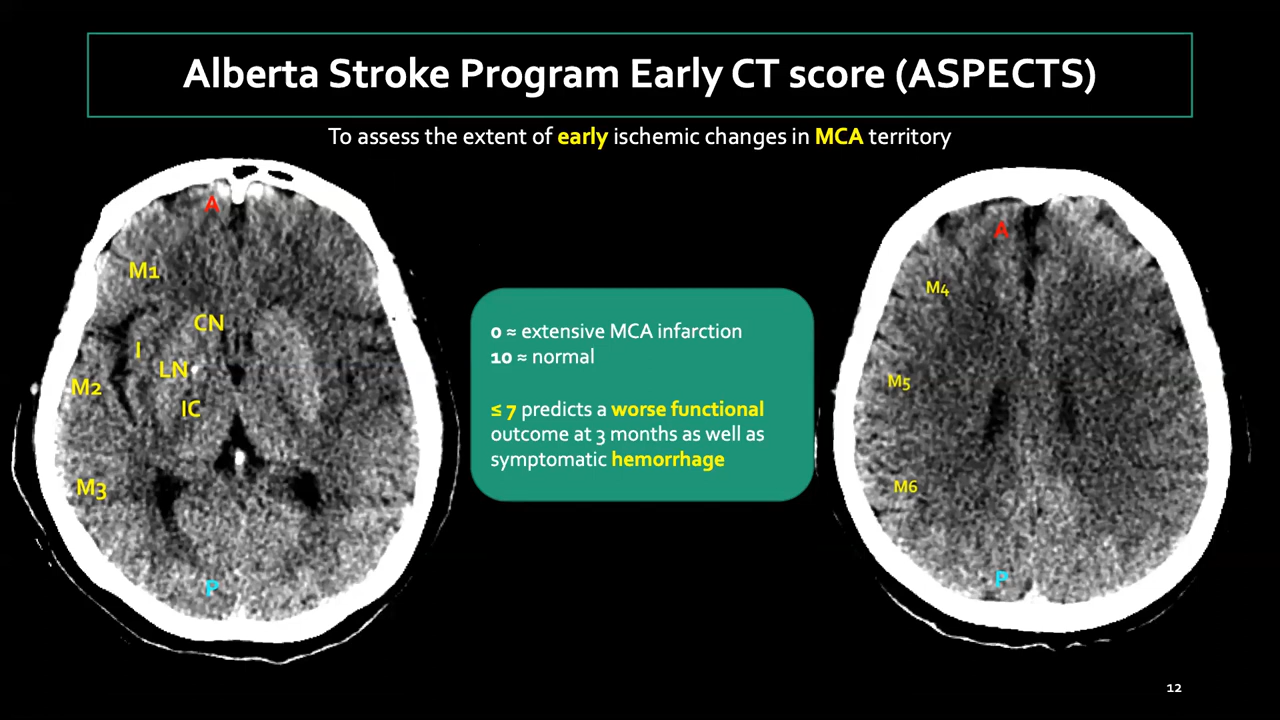 Alberta Stroke Program Early CT score (ASPECTS)
To assess the extent of early ischemic changes in MCA territory
A
M1
CN
I
LN
M2
IC
M3
P
0 ≈ extensive MCA infarction
10 ≈ normal
≤ 7 predicts a worse functional
outcome at 3 months as well as
symptomatic hemorrhage
A
M4
M5
M6
P
12